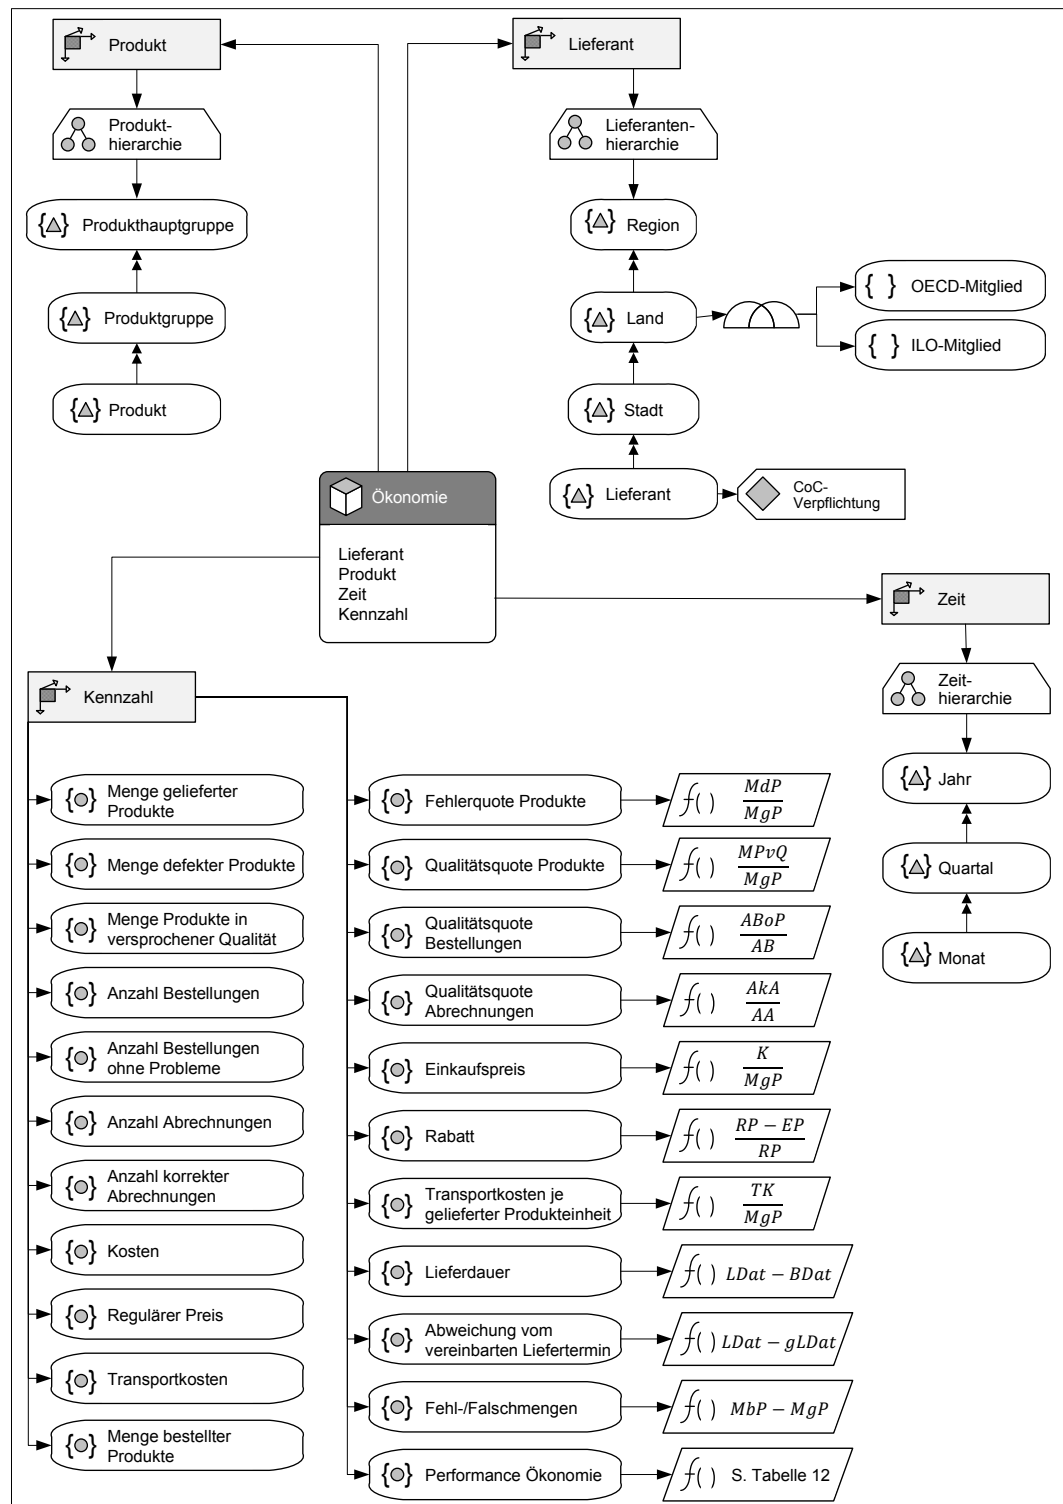 Produkt
Produkt-
hierarchie
Produkthauptgruppe
Produktgruppe
Produkt
Lieferant
Lieferanten-
hierarchie
Region
Land
OECD-Mitglied
ILO-Mitglied
Stadt
Lieferant
CoC-
Verpflichtung
Ökonomie
Lieferant
Produkt
Zeit
Kennzahl
Zeit
Zeit-
hierarchie
Jahr
Quartal
Monat
Kennzahl
Menge gelieferter
Produkte
Menge defekter Produkte
Menge Produkte in
versprochener Qualität
Anzahl Bestellungen
Anzahl Bestellungen
ohne Probleme
Anzahl Abrechnungen
Anzahl korrekter
Abrechnungen
Kosten
Regulärer Preis
Transportkosten
Menge bestellter
Produkte
Fehlerquote Produkte
f( ) MdP
MgP
Qualitätsquote Produkte
f( ) MPvQ
MgP
Qualitätsquote
Bestellungen
f( ) ABoP
AB
Qualitätsquote
Abrechnungen
f( ) AkA
AA
Einkaufspreis
f( ) K
MgP
Rabatt
f( ) RP − EP
RP
Transportkosten je
gelieferter Produkteinheit
f( ) TK
MgP
Lieferdauer
f( ) LDat − BDat
Abweichung vom
vereinbarten Liefertermin
f( ) LDat − gLDat
Fehl-/Falschmengen
f( ) MbP − MgP
Performance Ökonomie
f( ) S. Tabelle 12